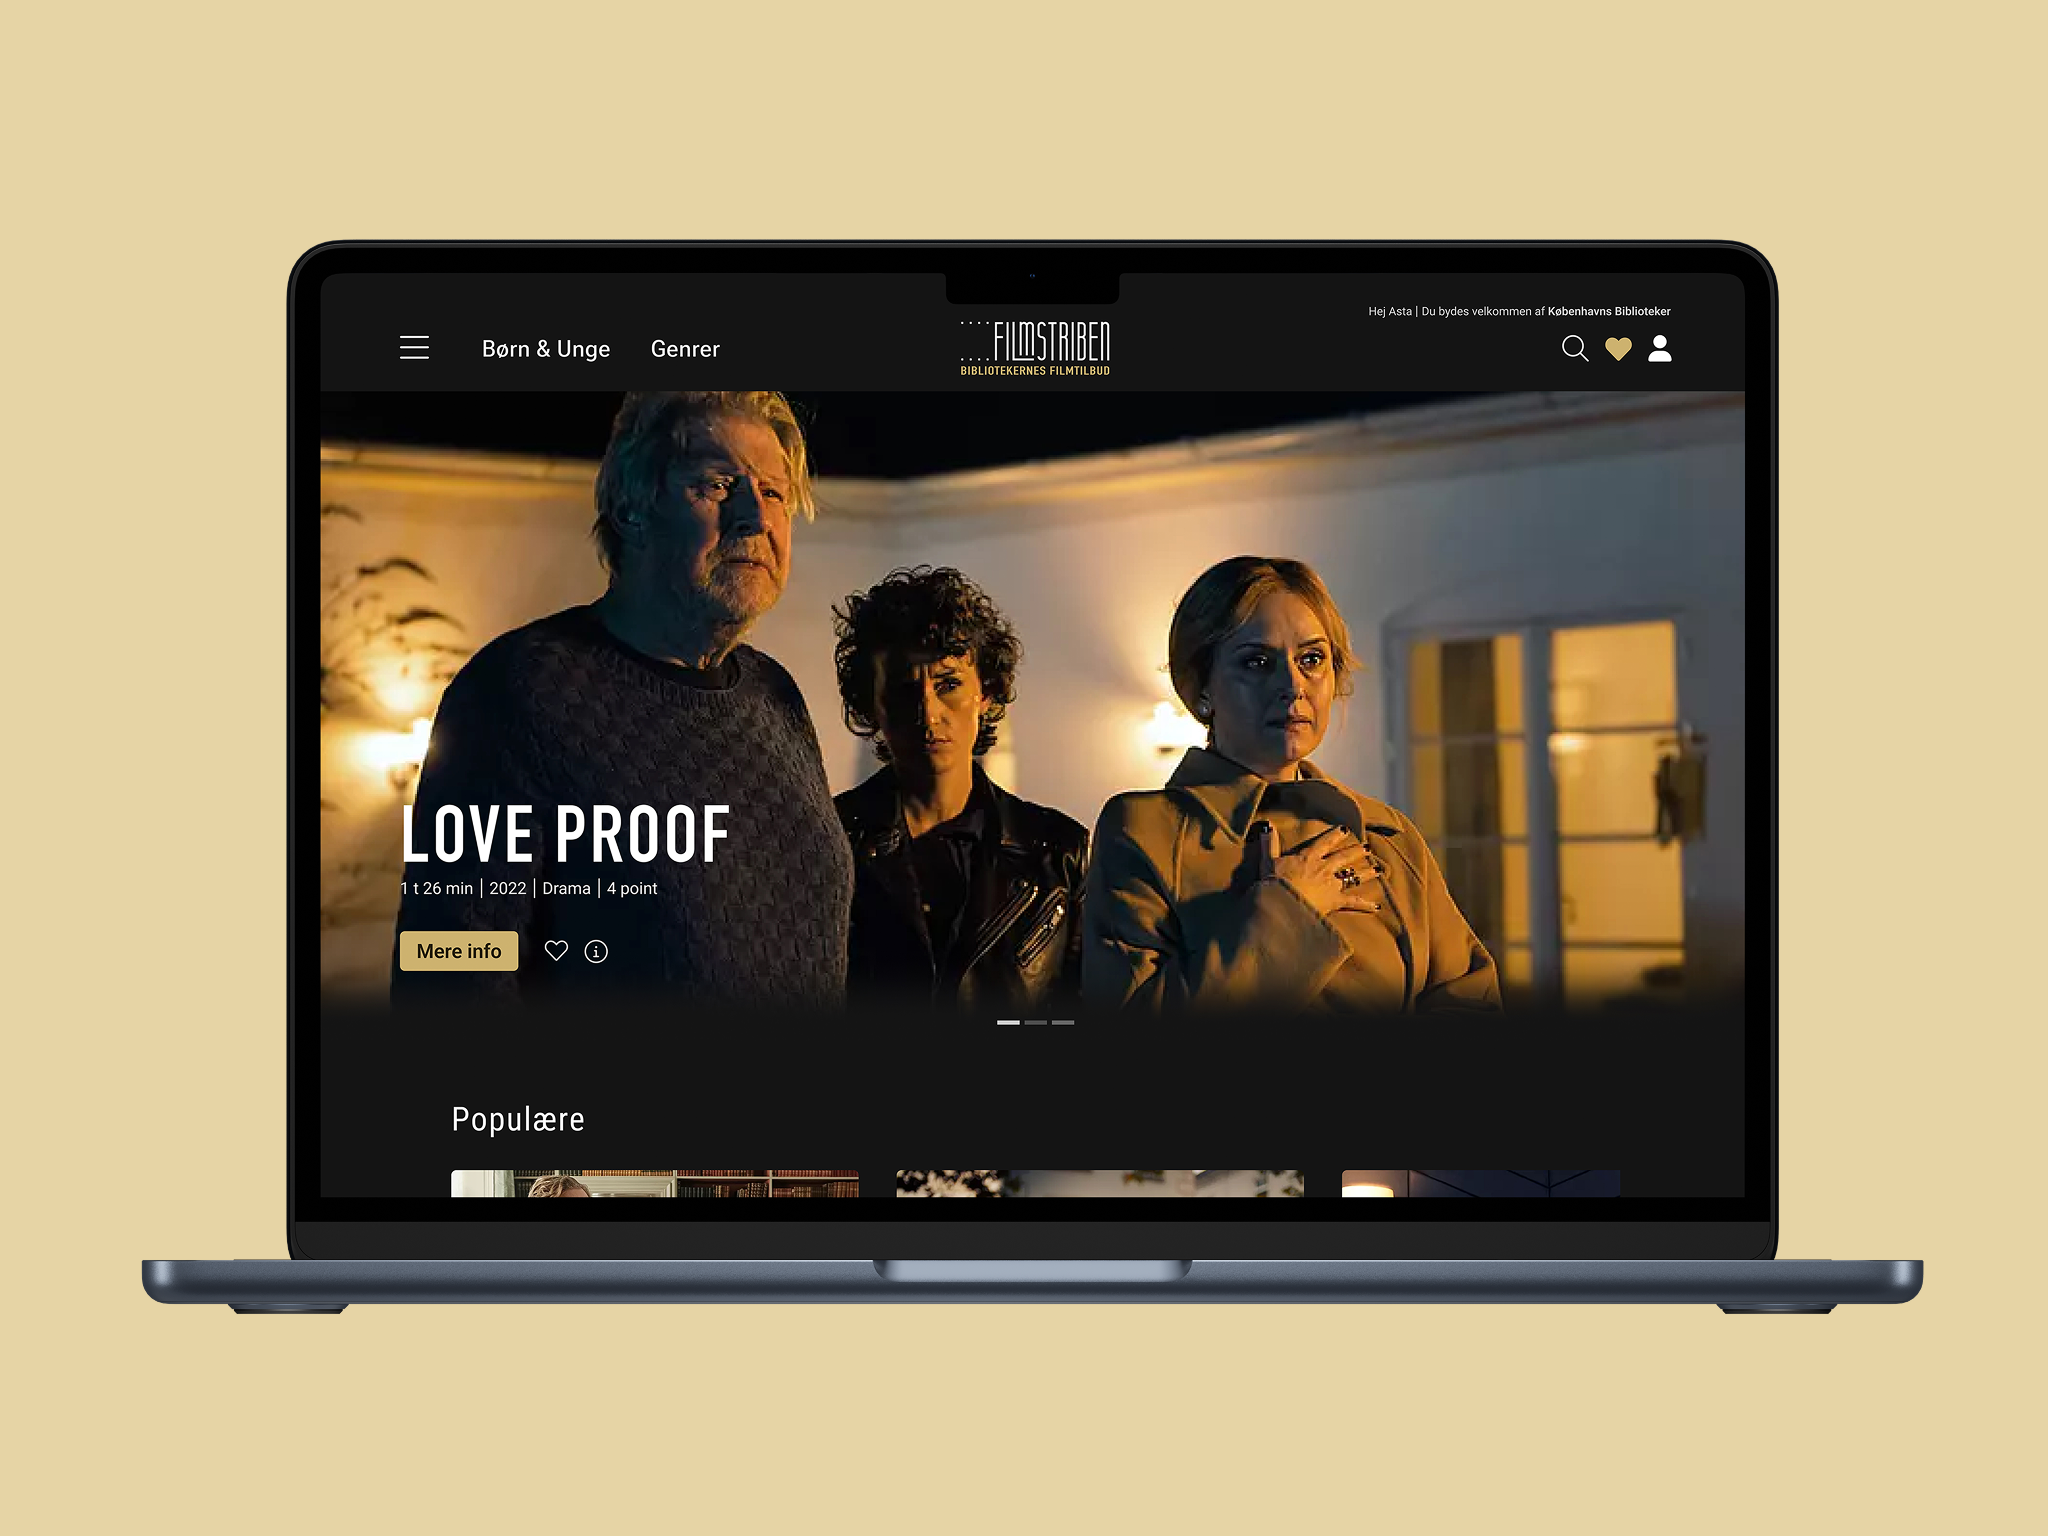 Hej Asta | Du bydes velkommen af Københavns Biblioteker
Børn & Unge
Genrer
FILMSTRIBEN
BIBLIOTEKERNES FILMTILBUD
LOVE PROOF
1 t 26 min | 2022 | Drama | 4 point
Mere info
Populære